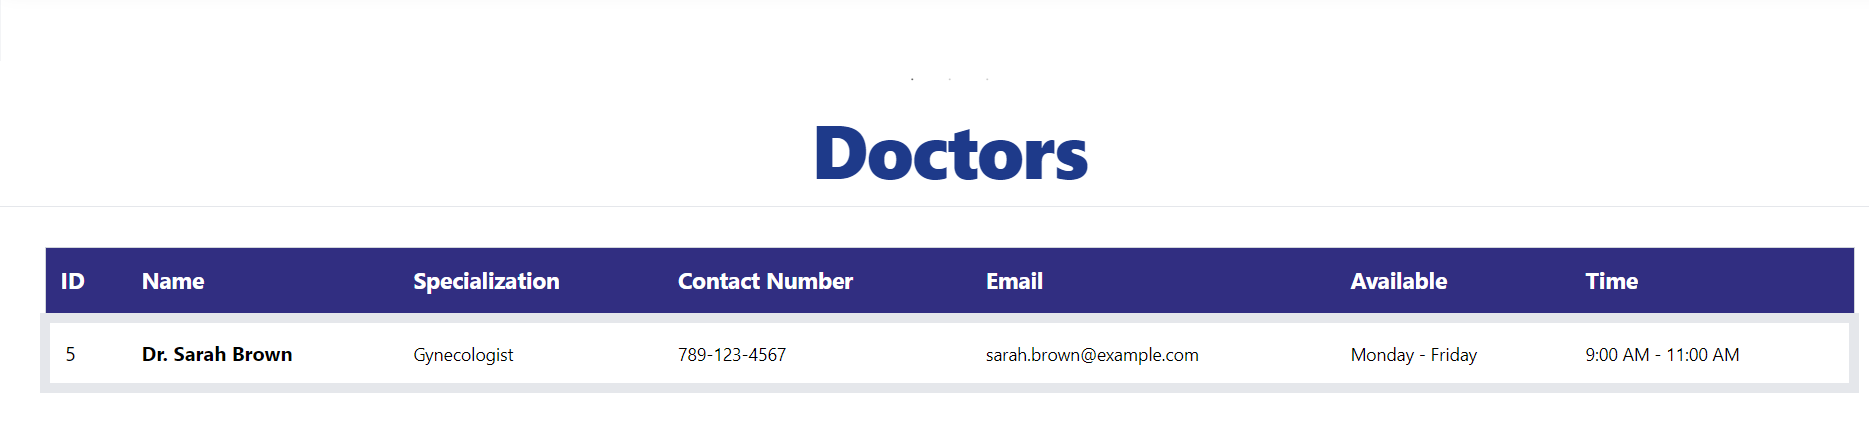 Doctors
ID Name Specialization Contact Number Email Available Time
5 Dr. Sarah Brown Gynecologist 789-123-4567 sarah.brown@example.com Monday - Friday 9:00 AM - 11:00 AM